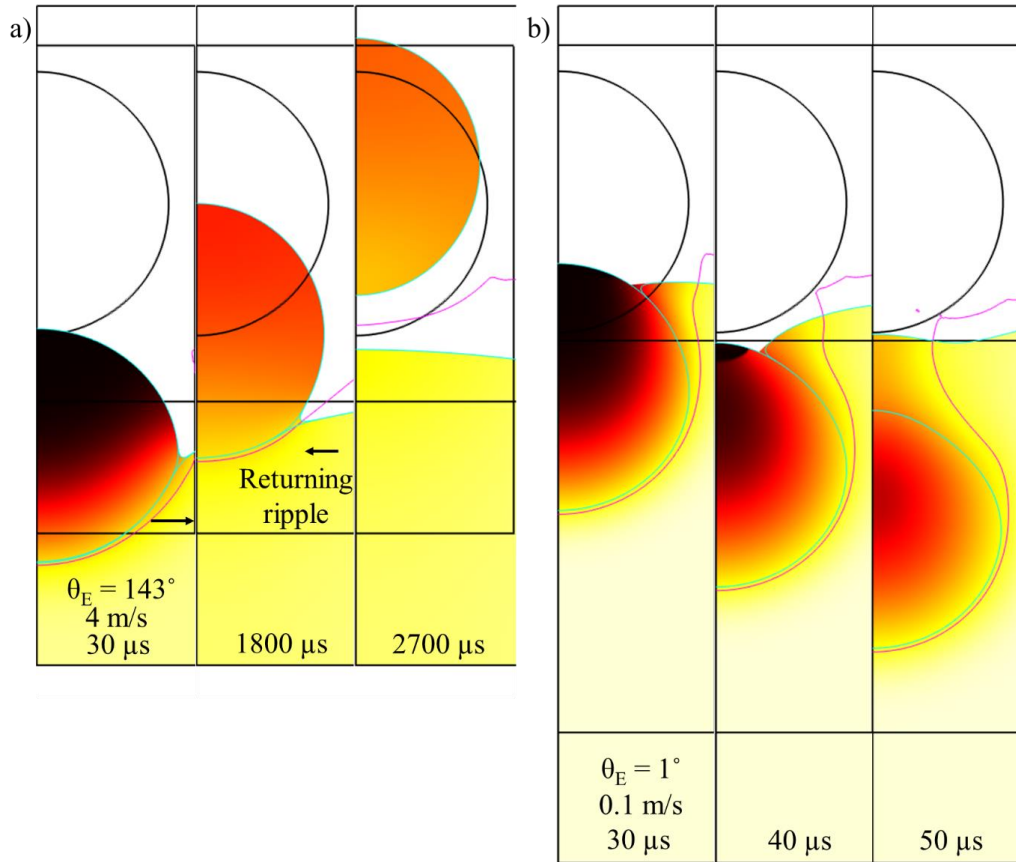 a)
Returning
ripple
θE = 143˚
4 m/s
30 µs
1800 µs
2700 µs
b)
θE = 1˚
0.1 m/s
30 µs
40 µs
50 µs